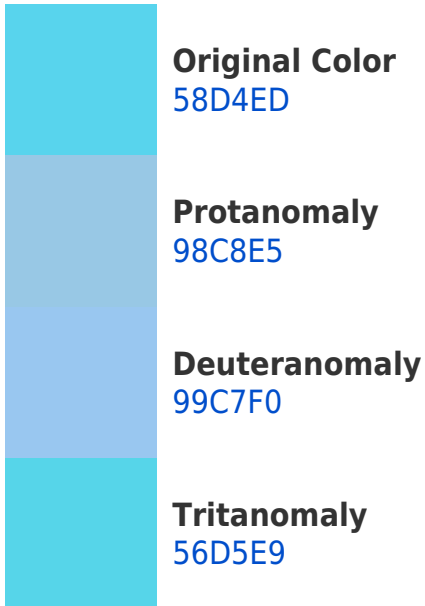 Original Color
58D4ED
Protanomaly
98C8E5
Deuteranomaly
99C7F0
Tritanomaly
56D5E9